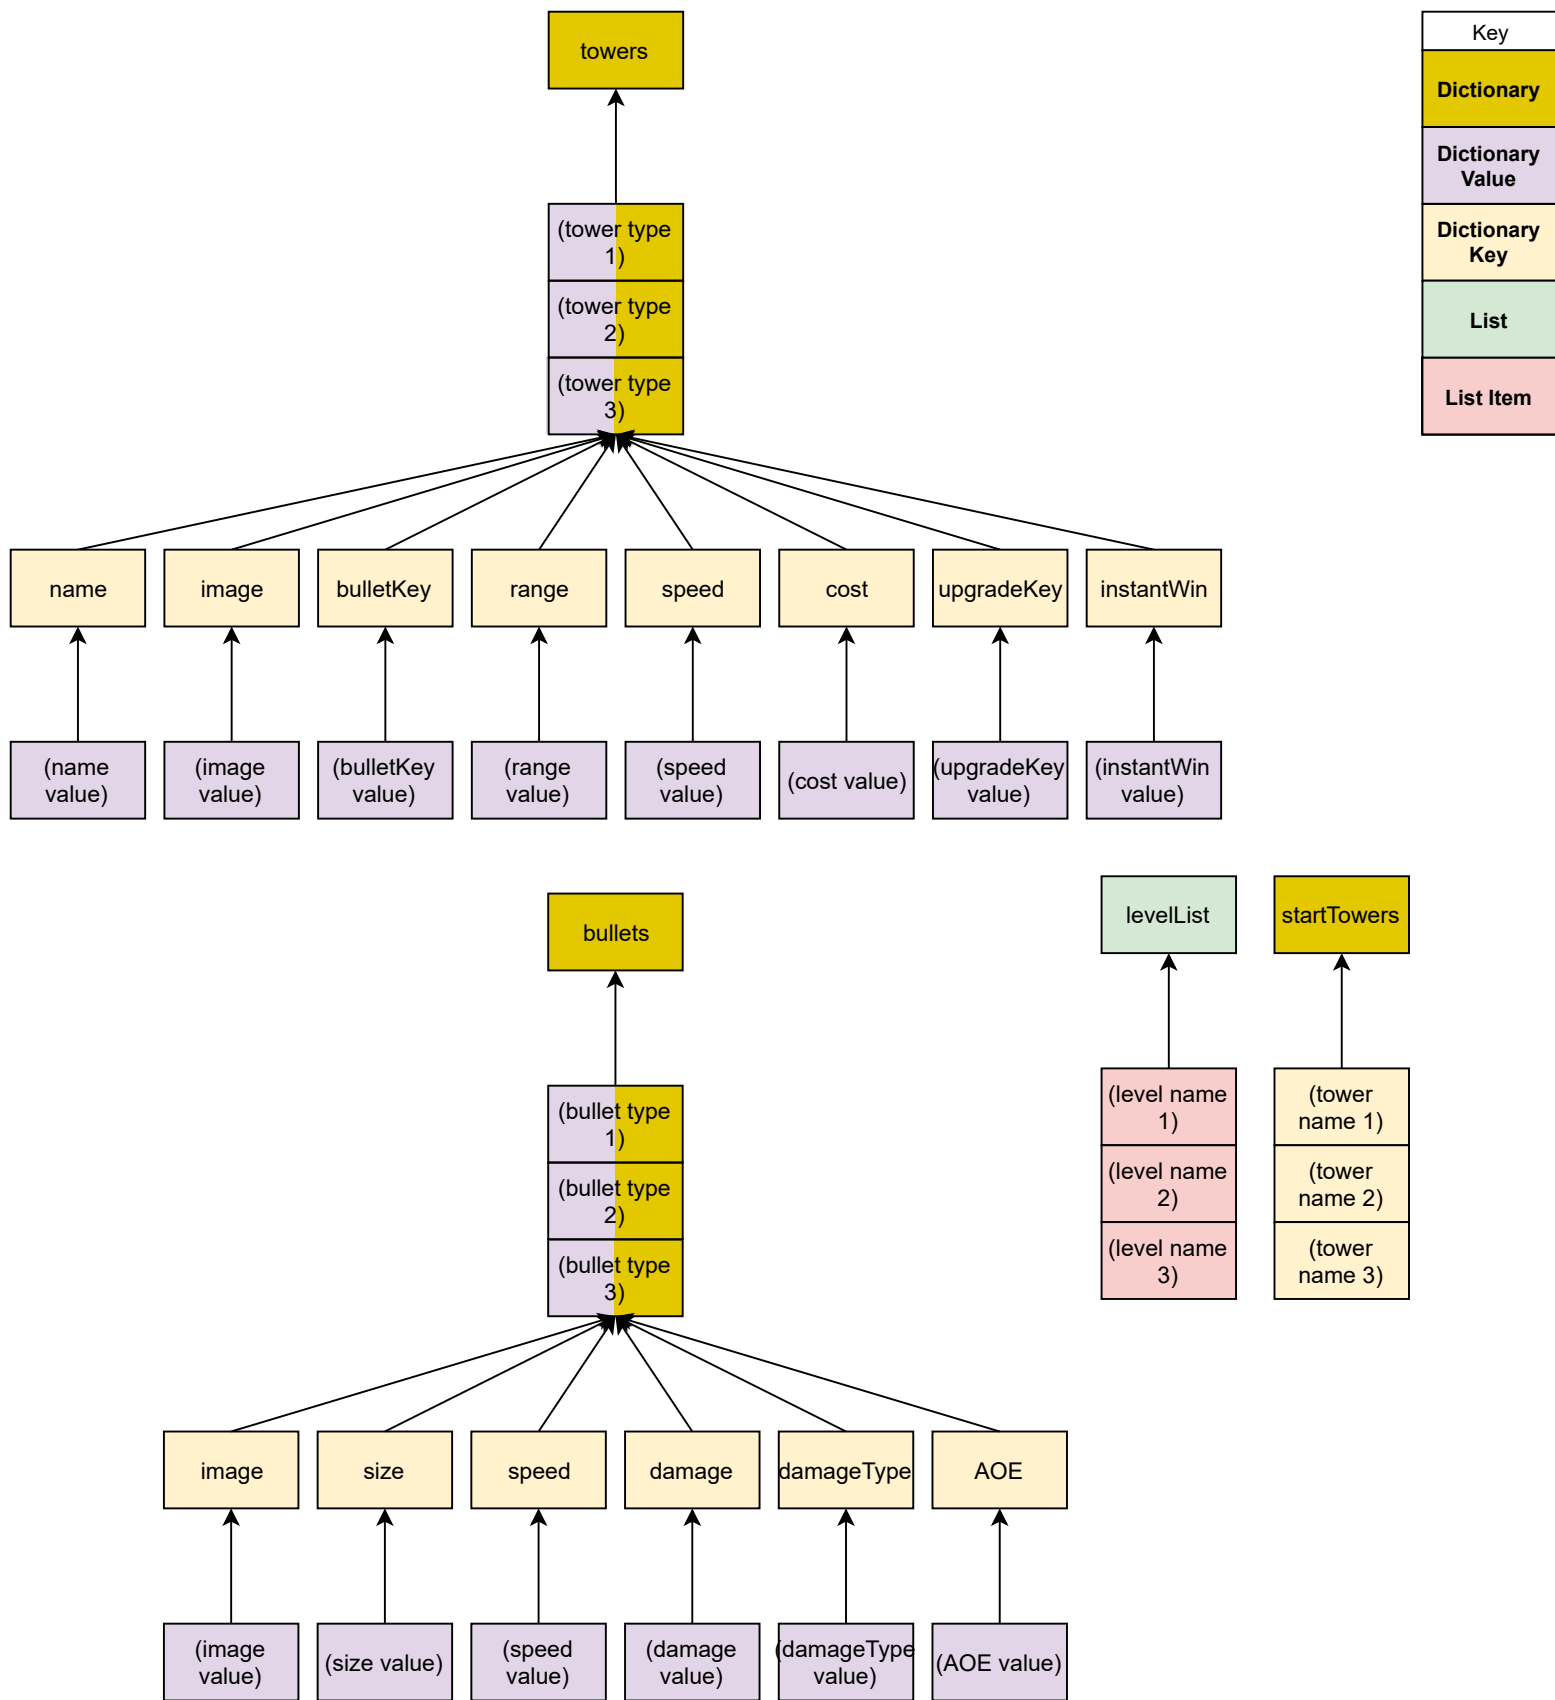 towers
Key
Dictionary
Dictionary
Value
Dictionary
Key
List
List Item
(tower type
1)
(tower type
2)
(tower type
3)
name
image
bulletKey
range
speed
cost
upgradeKey
instantWin
(name
value)
(image
value)
(bulletKey
value)
(range
value)
(speed
value)
(cost value)
(upgradeKey
value)
(instantWin
value)
bullets
levelList
startTowers
(bullet type
1)
(bullet type
2)
(bullet type
3)
(level name
1)
(level name
2)
(level name
3)
(tower
name 1)
(tower
name 2)
(tower
name 3)
image
size
speed
damage
damageType
AOE
(image
value)
(size value)
(speed
value)
(damage
value)
(damageType
value)
(AOE value)